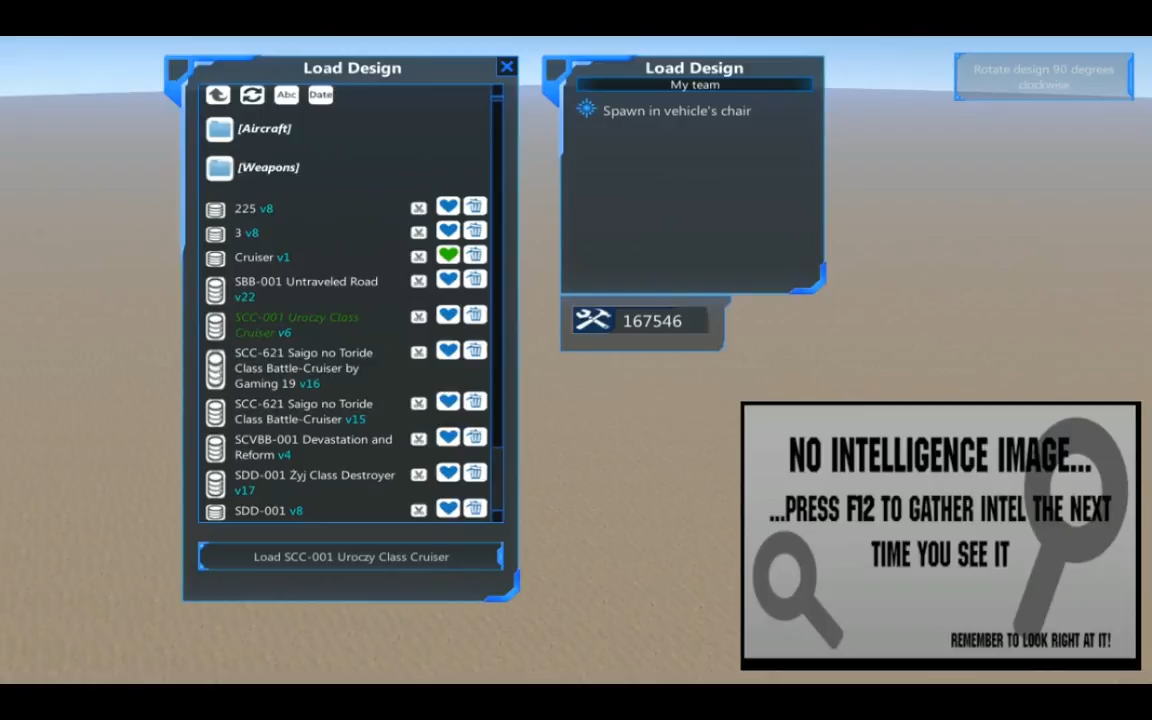 Load Design
Abc
Date
[Aircraft]
[Weapons]
225 v8
3 v8
Cruiser v1
SBB-001 Untraveled Road
v22
SCC-001 Uroczy Class
Cruiser v6
SCC-621 Saigo no Toride
Class Battle-Cruiser by
Gaming 19 v16
SCC-621 Saigo no Toride
Class Battle-Cruiser v15
SCVBB-001 Devastation and
Reform v4
SDD-001 Żyj Class Destroyer
v17
SDD-001 v8
Load SCC-001 Uroczy Class Cruiser
Load Design
My team
Spawn in vehicle's chair
167546
Rotate design 90 degrees
clockwise
NO INTELLIGENCE IMAGE...
...PRESS F12 TO GATHER INTEL THE NEXT
TIME YOU SEE IT
REMEMBER TO LOOK RIGHT AT IT!